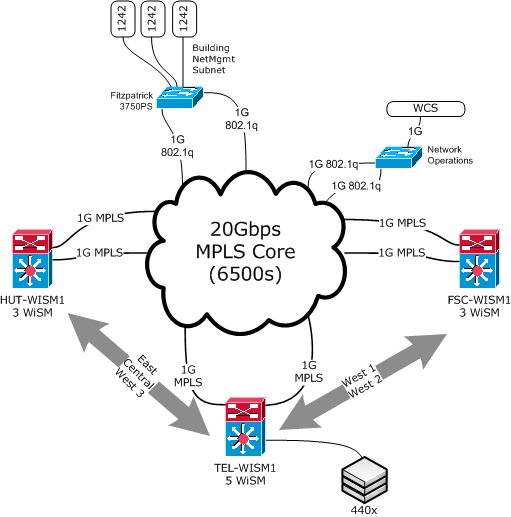 1242
1242
1242
Building
NetMgmt
Subnet
Fitzpatrick
3750PS
1G
802.1q
1G
802.1q
WCS
1G
Network
Operations
1G 802.1q
1G 802.1q
20Gbps
MPLS Core
(6500s)
1G MPLS
1G MPLS
1G MPLS
1G MPLS
HUT-WISM1
3 WiSM
FSC-WISM1
3 WiSM
East
Central
West 3
1G
MPLS
1G
MPLS
West 1
West 2
TEL-WISM1
5 WiSM
440x